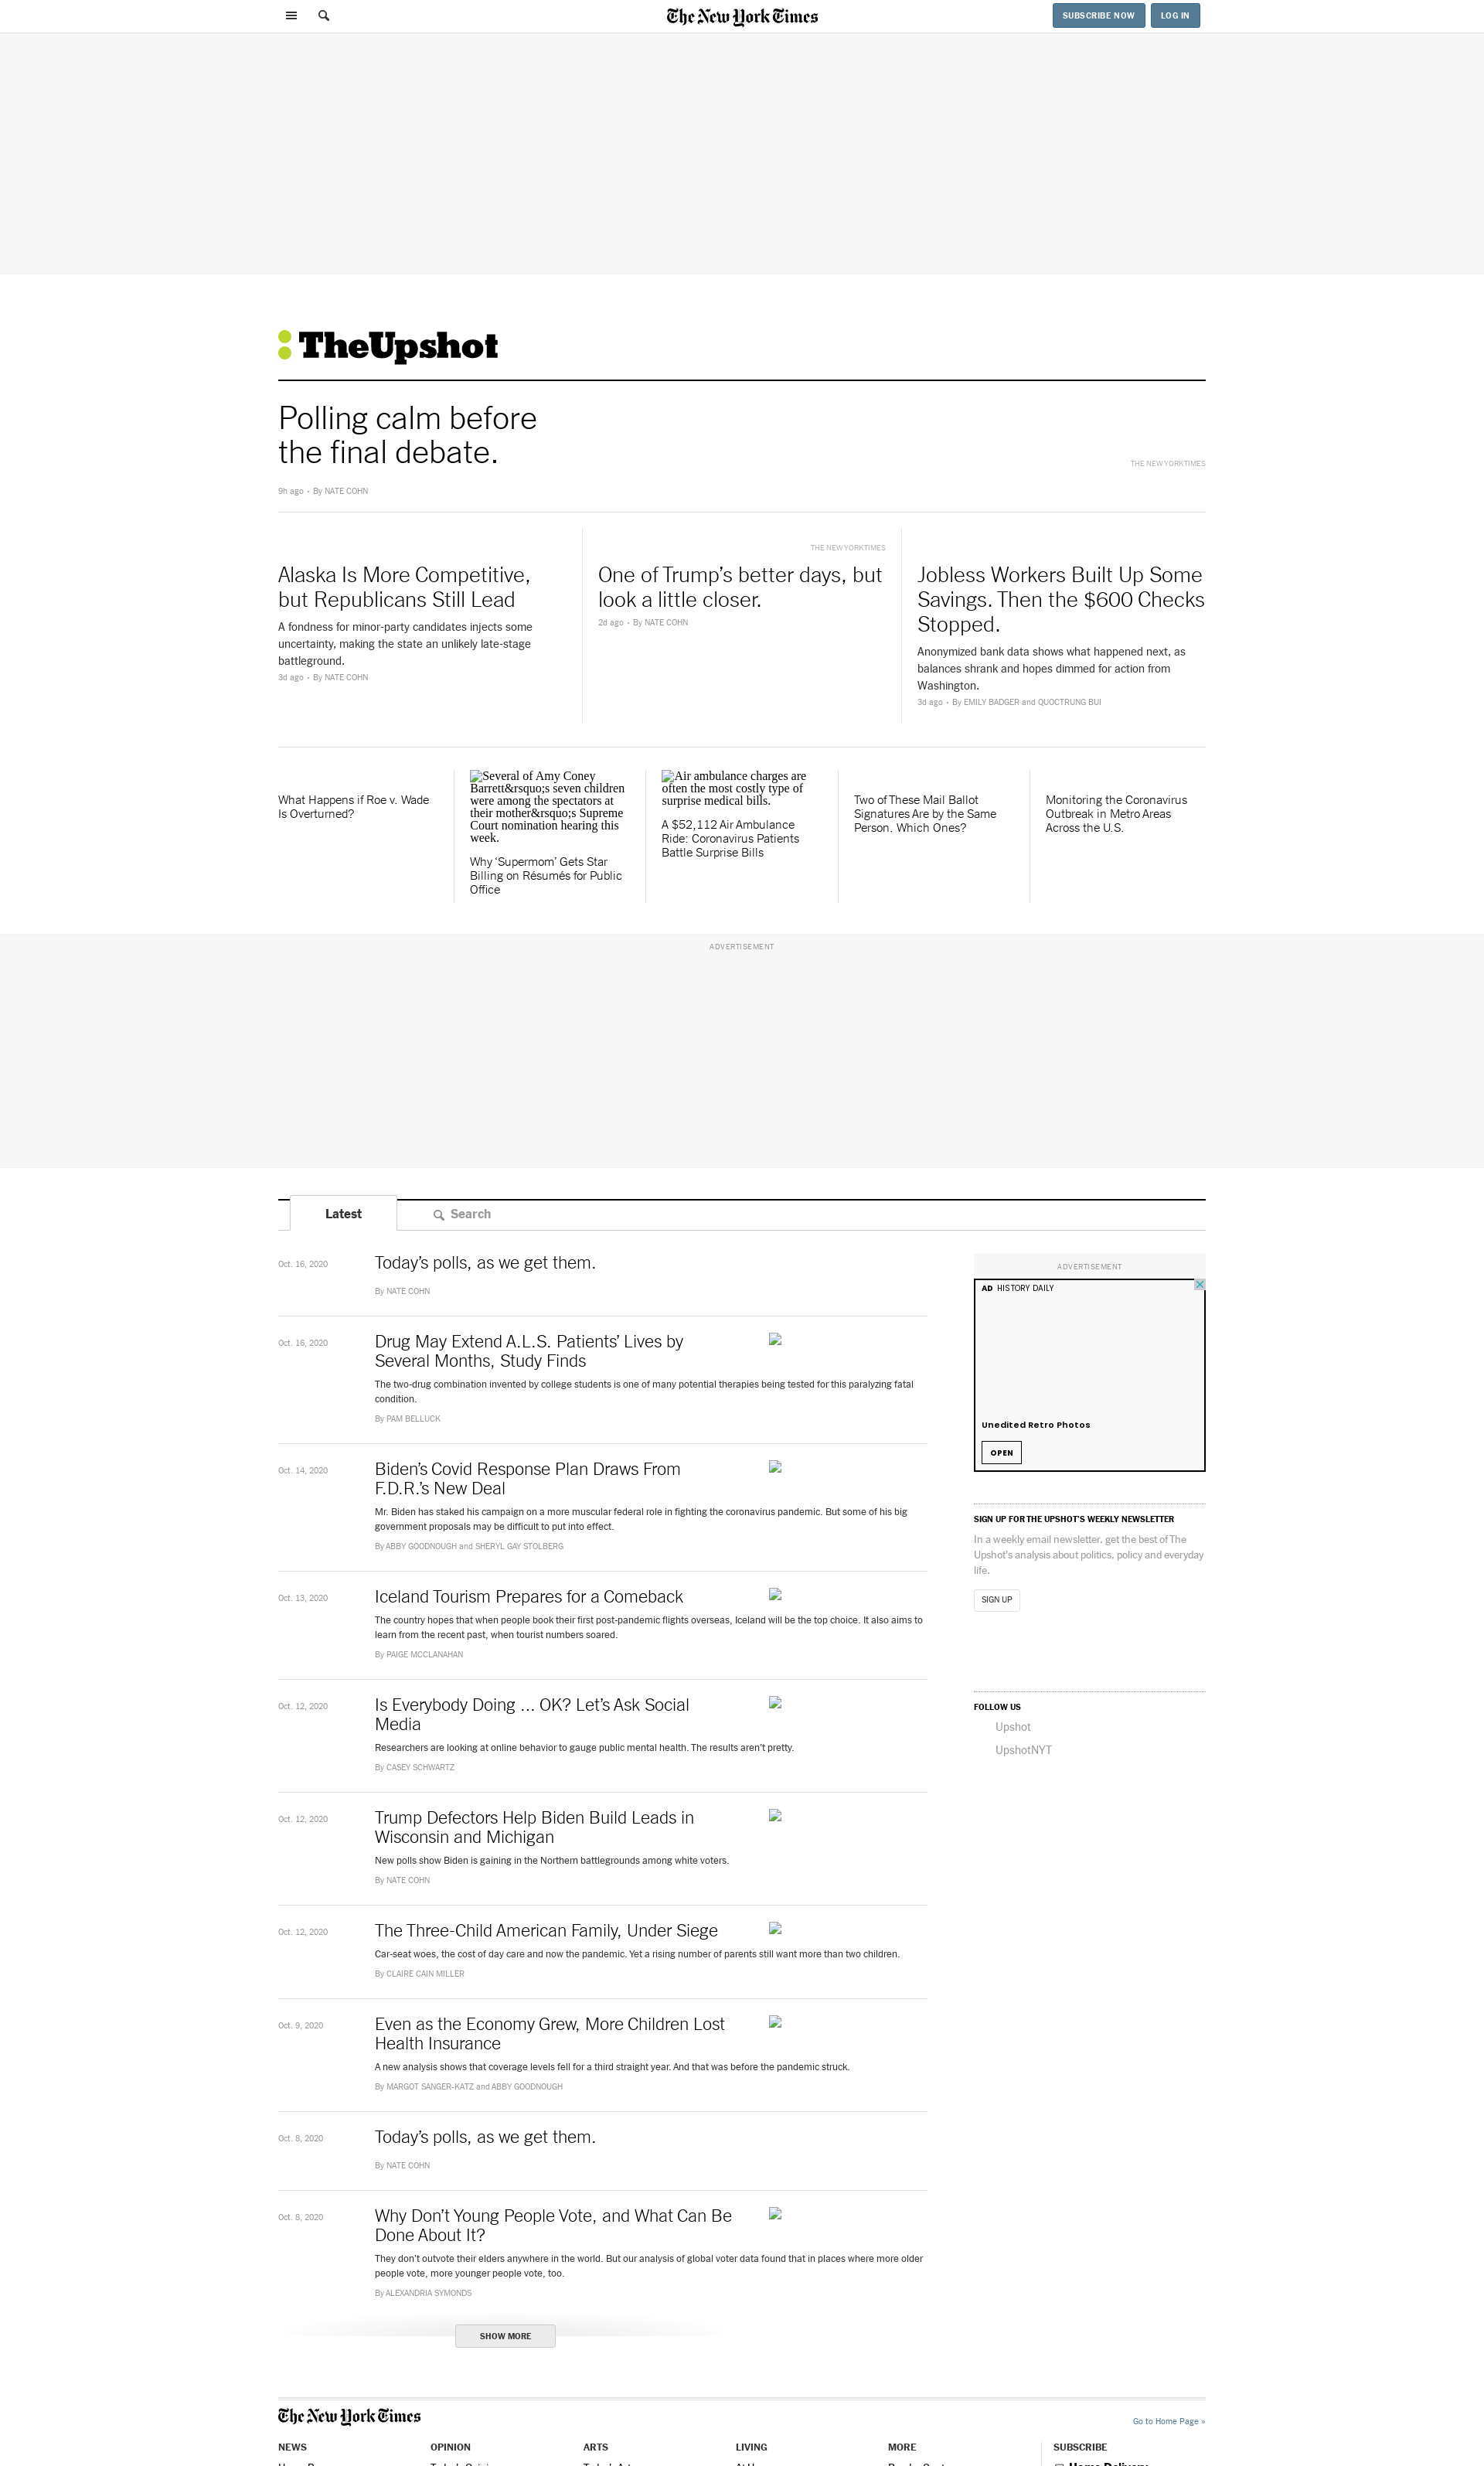 The New York Times
SUBSCRIBE NOW
LOG IN
TheUpshot
Polling calm before
the final debate.
THE NEW YORK TIMES
9h ago • By NATE COHN
Alaska Is More Competitive,
but Republicans Still Lead
A fondness for minor-party candidates injects some
uncertainty, making the state an unlikely late-stage
battleground.
3d ago • By NATE COHN
THE NEW YORK TIMES
One of Trump’s better days, but
look a little closer.
2d ago • By NATE COHN
Jobless Workers Built Up Some
Savings. Then the $600 Checks
Stopped.
Anonymized bank data shows what happened next, as
balances shrank and hopes dimmed for action from
Washington.
3d ago • By EMILY BADGER and QUOCTRUNG BUI
What Happens if Roe v. Wade
Is Overturned?
Several of Amy Coney
Barrett&rsquo;s seven children
were among the spectators at
their mother&rsquo;s Supreme
Court nomination hearing this
week.
Why ‘Supermom’ Gets Star
Billing on Résumés for Public
Office
Air ambulance charges are
often the most costly type of
surprise medical bills.
A $52,112 Air Ambulance
Ride: Coronavirus Patients
Battle Surprise Bills
Two of These Mail Ballot
Signatures Are by the Same
Person. Which Ones?
Monitoring the Coronavirus
Outbreak in Metro Areas
Across the U.S.
ADVERTISEMENT
Latest
Search
Oct. 16, 2020
Today’s polls, as we get them.
By NATE COHN
Oct. 16, 2020
Drug May Extend A.L.S. Patients’ Lives by
Several Months, Study Finds
The two-drug combination invented by college students is one of many potential therapies being tested for this paralyzing fatal
condition.
By PAM BELLUCK
Oct. 14, 2020
Biden’s Covid Response Plan Draws From
F.D.R.’s New Deal
Mr. Biden has staked his campaign on a more muscular federal role in fighting the coronavirus pandemic. But some of his big
government proposals may be difficult to put into effect.
By ABBY GOODNOUGH and SHERYL GAY STOLBERG
Oct. 13, 2020
Iceland Tourism Prepares for a Comeback
The country hopes that when people book their first post-pandemic flights overseas, Iceland will be the top choice. It also aims to
learn from the recent past, when tourist numbers soared.
By PAIGE MCCLANAHAN
Oct. 12, 2020
Is Everybody Doing ... OK? Let’s Ask Social
Media
Researchers are looking at online behavior to gauge public mental health. The results aren’t pretty.
By CASEY SCHWARTZ
Oct. 12, 2020
Trump Defectors Help Biden Build Leads in
Wisconsin and Michigan
New polls show Biden is gaining in the Northern battlegrounds among white voters.
By NATE COHN
Oct. 12, 2020
The Three-Child American Family, Under Siege
Car-seat woes, the cost of day care and now the pandemic. Yet a rising number of parents still want more than two children.
By CLAIRE CAIN MILLER
Oct. 9, 2020
Even as the Economy Grew, More Children Lost
Health Insurance
A new analysis shows that coverage levels fell for a third straight year. And that was before the pandemic struck.
By MARGOT SANGER-KATZ and ABBY GOODNOUGH
Oct. 8, 2020
Today’s polls, as we get them.
By NATE COHN
Oct. 8, 2020
Why Don’t Young People Vote, and What Can Be
Done About It?
They don’t outvote their elders anywhere in the world. But our analysis of global voter data found that in places where more older
people vote, more younger people vote, too.
By ALEXANDRIA SYMONDS
SHOW MORE
ADVERTISEMENT
AD HISTORY DAILY
Unedited Retro Photos
OPEN
SIGN UP FOR THE UPSHOT’S WEEKLY NEWSLETTER
In a weekly email newsletter, get the best of The
Upshot’s analysis about politics, policy and everyday
life.
SIGN UP
FOLLOW US
Upshot
UpshotNYT
The New York Times
Go to Home Page »
NEWS
OPINION
ARTS
LIVING
MORE
SUBSCRIBE